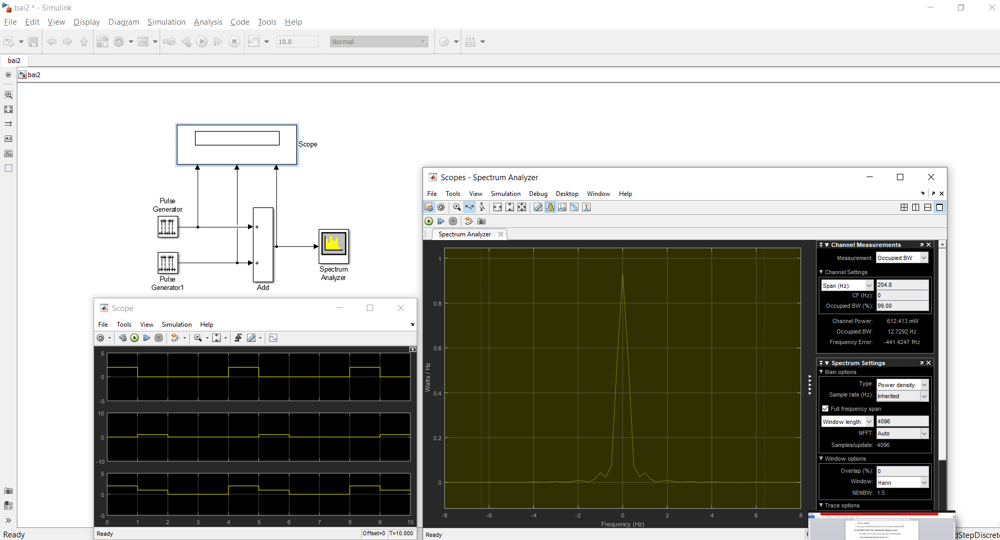 bai2 * - Simulink
File Edit View Display Diagram Simulation Analysis Code Tools Help
10.0 Normal
bai2
bai2
Scope
Pulse
Generator
Pulse
Generator1
Add
Spectrum
Analyzer
Scope
File Tools View Simulation Help
5
0
-5
10
0
-10
5
0
-5
0 1 2 3 4 5 6 7 8 9 10
Ready Offset=0 T=10.000
Scopes - Spectrum Analyzer
File Tools View Simulation Debug Desktop Window Help
Spectrum Analyzer
1
0.8
0.6
0.4
0.2
0
Watts / Hz
-8 -6 -4 -2 0 2 4 6 8
Frequency (Hz)
Channel Measurements
Measurement: Occupied BW
Channel Settings
Span (Hz): 204.8
CF (Hz): 0
Occupied BW (%): 99.00
Channel Power: 612.413 mW
Occupied BW: 12.7292 Hz
Frequency Error: -441.4247 fHz
Spectrum Settings
Main options
Type: Power density
Sample rate (Hz): Inherited
Full frequency span
Window length: 4096
NFFT: Auto
Samples/update: 4096
Window options
Overlap (%): 0
Window: Hann
NENBW: 1.5
Trace options
Ready
Ready
dStepDiscret